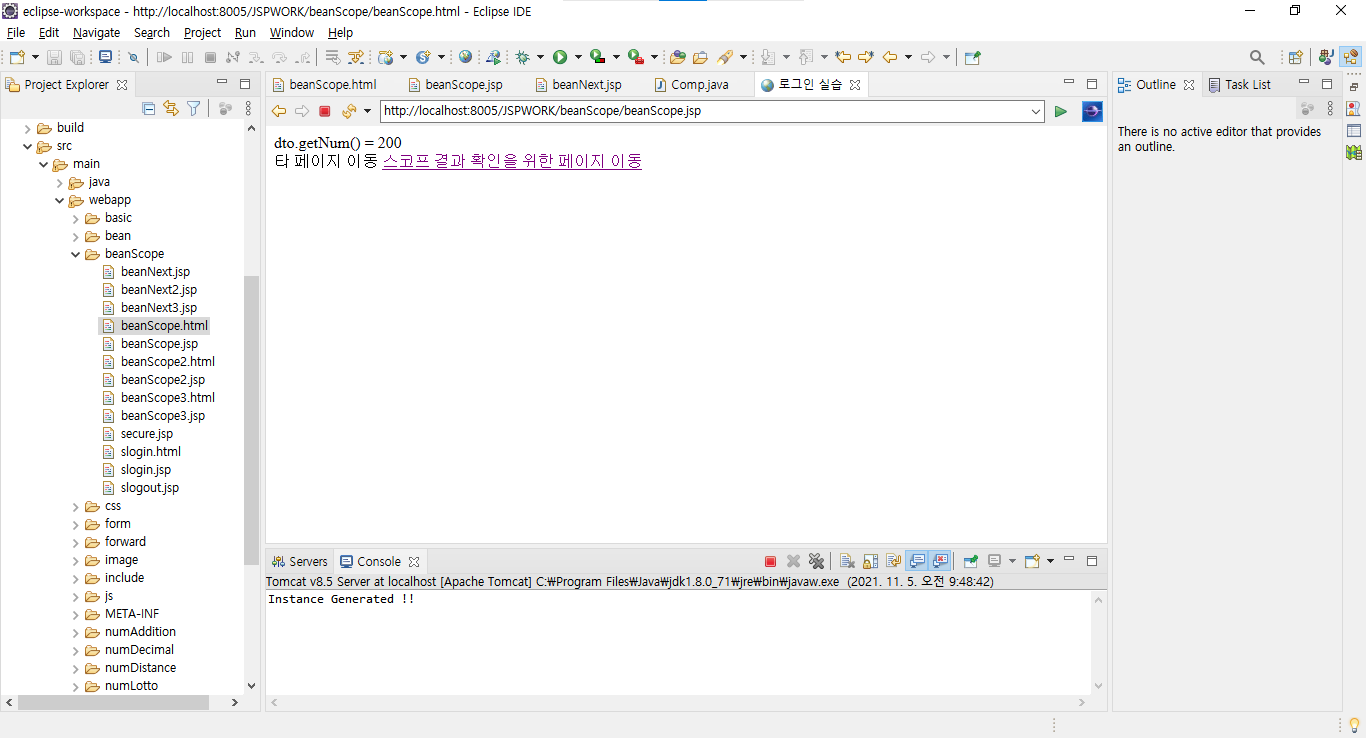 eclipse-workspace - http://localhost:8005/JSPWORK/beanScope/beanScope.html - Eclipse IDE
File Edit Navigate Search Project Run Window Help
Project Explorer
build
src
main
java
webapp
basic
bean
beanScope
beanNext.jsp
beanNext2.jsp
beanNext3.jsp
beanScope.html
beanScope.jsp
beanScope2.html
beanScope2.jsp
beanScope3.html
beanScope3.jsp
secure.jsp
slogin.html
slogin.jsp
slogout.jsp
css
form
forward
image
include
js
META-INF
numAddition
numDecimal
numDistance
numLotto
beanScope.html beanScope.jsp beanNext.jsp Comp.java 로그인 실습
http://localhost:8005/JSPWORK/beanScope/beanScope.jsp
dto.getNum() = 200
타 페이지 이동 스코프 결과 확인을 위한 페이지 이동
Servers Console
Tomcat v8.5 Server at localhost [Apache Tomcat] C:₩Program Files₩Java₩jdk1.8.0_71₩jre₩bin₩javaw.exe (2021. 11. 5. 오전 9:48:42)
Instance Generated !!
Outline Task List
There is no active editor that provides
an outline.